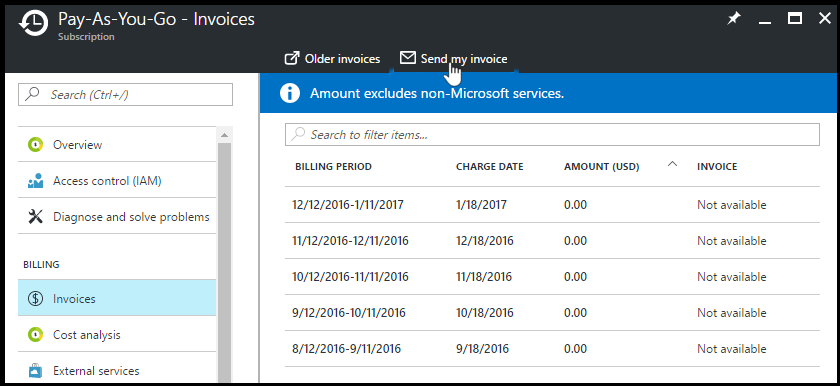 Pay-As-You-Go - Invoices
Subscription
Older invoices Send my invoice
Search (Ctrl+/)
Overview
Access control (IAM)
Diagnose and solve problems
BILLING
Invoices
Cost analysis
External services
Amount excludes non-Microsoft services.
Search to filter items...
BILLING PERIOD CHARGE DATE AMOUNT (USD) INVOICE
12/12/2016-1/11/2017 1/18/2017 0.00 Not available
11/12/2016-12/11/2016 12/18/2016 0.00 Not available
10/12/2016-11/11/2016 11/18/2016 0.00 Not available
9/12/2016-10/11/2016 10/18/2016 0.00 Not available
8/12/2016-9/11/2016 9/18/2016 0.00 Not available